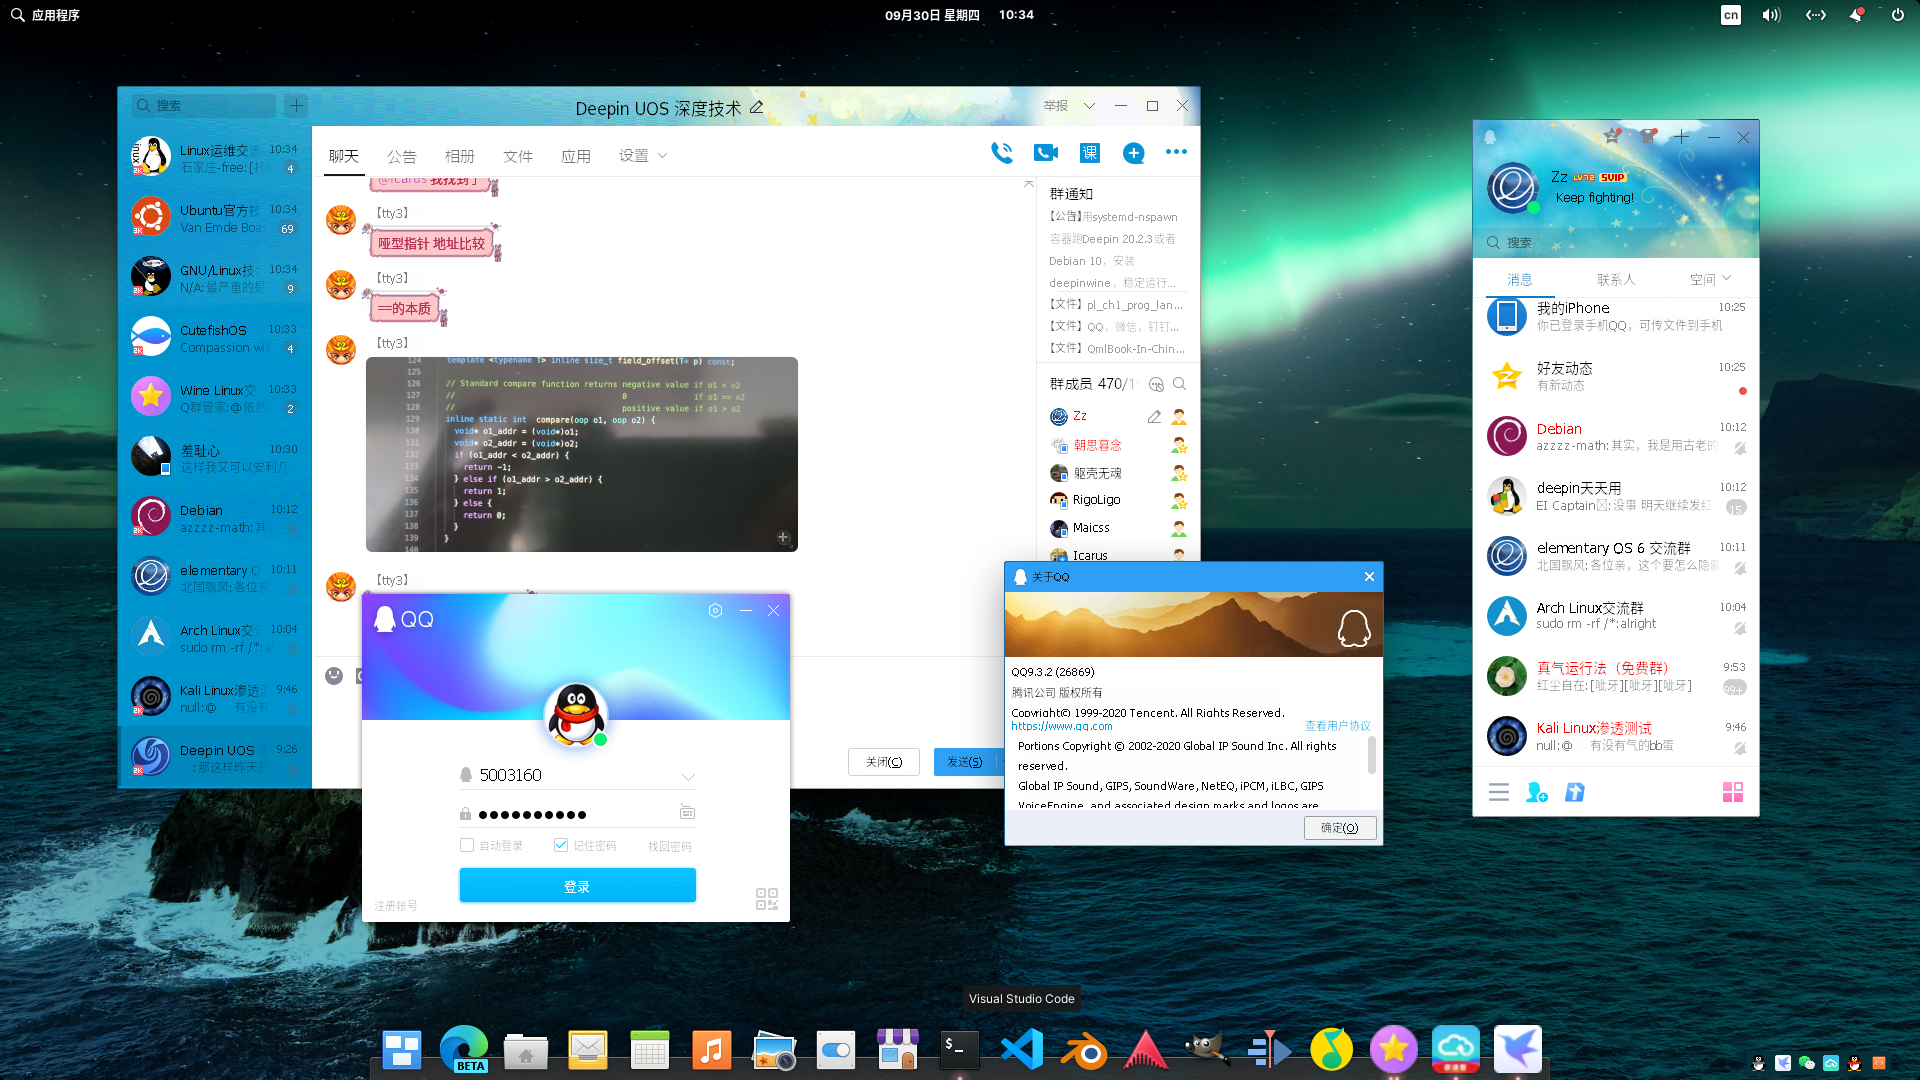 应用程序
09月30日 星期四 10:34
cn
搜索
Deepin UOS 深度技术
举报
Linux运维交流 10:34
石家庄-free: [托 4
Ubuntu官方技 10:34
Van Emde Boa 69
GNU/Linux技 10:34
N/A: 最严重的是 9
CutefishOS 10:33
Compassion wit 4
Wine Linux交 10:33
Q群管家: @依然 2
羞耻心 10:30
这样我又可以安利几
Debian 10:12
azzzz-math: 其
elementary O 10:11
北国飘风: 各位亲
Arch Linux交 10:04
sudo rm -rf /*: al
Kali Linux渗透 9:46
null: @ 有没有
Deepin UOS 9:26
: 那这样昨天的
聊天 公告 相册 文件 应用 设置
课
@Icarus 我找到了
【tty3】
哑型指针 地址比较
【tty3】
==的本质
【tty3】
124 template <typename T> inline size_t field_offset(T* p) const;
125
126 // Standard compare function returns negative value if o1 < o2
127 // 0 if o1 == o2
128 // positive value if o1 > o2
129 inline static int compare(oop o1, oop o2) {
130 void* o1_addr = (void*)o1;
131 void* o2_addr = (void*)o2;
132 if (o1_addr < o2_addr) {
133 return -1;
134 } else if (o1_addr > o2_addr) {
135 return 1;
136 } else {
137 return 0;
138 }
139 }
140
【tty3】
关闭(C) 发送(S)
群通知
【公告】用systemd-nspawn
容器跑Deepin 20.2.3或者
Debian 10，安装
deepinwine，稳定运行...
【文件】pl_ch1_prog_lan...
【文件】QQ，微信，钉钉...
【文件】QmlBook-In-Chin...
群成员 470/1
Zz
朝思暮念
躯壳无魂
RigoLigo
Maicss
Icarus
QQ
5003160
自动登录 记住密码 找回密码
登录
注册帐号
关于QQ
QQ9.3.2 (26869)
腾讯公司 版权所有
Copyright© 1999-2020 Tencent. All Rights Reserved.
https://www.qq.com 查看用户协议
Portions Copyright © 2002-2020 Global IP Sound Inc. All rights
reserved.
Global IP Sound, GIPS, SoundWare, NetEQ, iPCM, iLBC, GIPS
VoiceEngine, and associated design marks and logos are
确定(O)
Zz LV72 SVIP
Keep fighting!
搜索
消息 联系人 空间
我的iPhone 10:25
你已登录手机QQ，可传文件到手机
好友动态 10:25
有新动态
Debian 10:12
azzzz-math: 其实，我是用古老的
deepin天天用 10:12
EI Captain: 没事 明天继续发红 15
elementary OS 6 交流群 10:11
北国飘风: 各位亲，这个要怎么隐藏
Arch Linux交流群 10:04
sudo rm -rf /*: alright
真气运行法（免费群） 9:53
红尘自在: [呲牙][呲牙][呲牙] 99+
Kali Linux渗透测试 9:46
null: @ 有没有气的bb蛋
Visual Studio Code
BETA
$ _